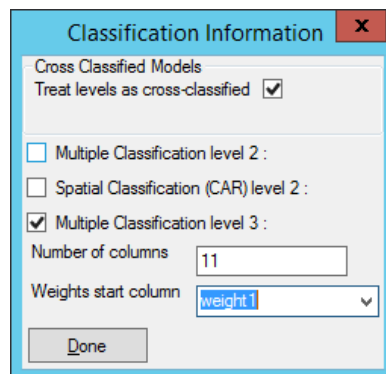 Classification Information x
Cross Classified Models
Treat levels as cross-classified
Multiple Classification level 2 :
Spatial Classification (CAR) level 2 :
Multiple Classification level 3 :
Number of columns 11
Weights start column weight1
Done